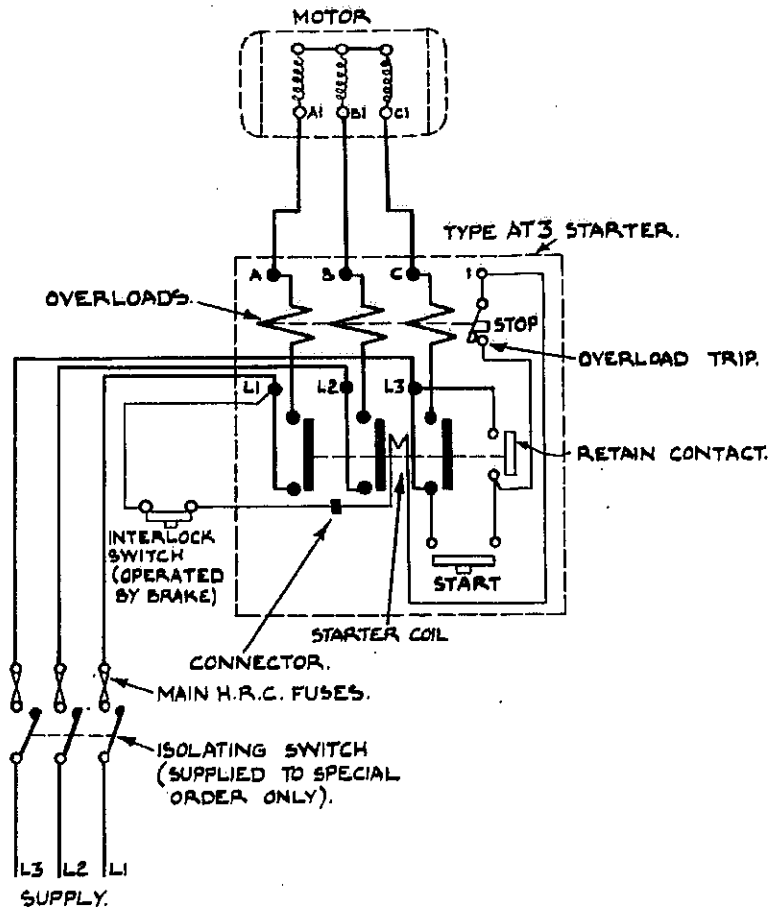 MOTOR
A1 B1 C1
TYPE AT3 STARTER.
A B C 1
OVERLOADS.
STOP
OVERLOAD TRIP.
L1 L2 L3
RETAIN CONTACT.
INTERLOCK
SWITCH
(OPERATED
BY BRAKE)
START
STARTER COIL
CONNECTOR.
MAIN H.R.C. FUSES.
ISOLATING SWITCH
(SUPPLIED TO SPECIAL
ORDER ONLY).
L3 L2 L1
SUPPLY.